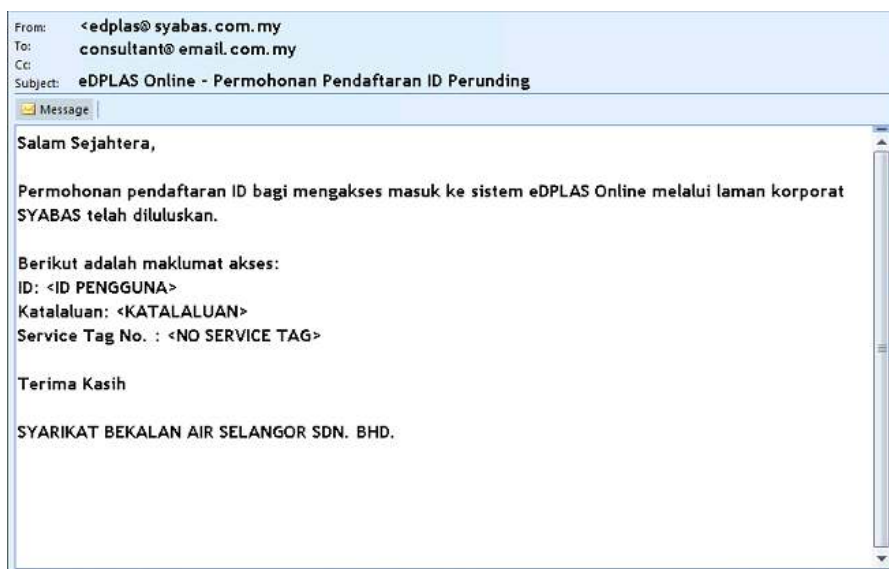 From: <edplas@syabas.com.my
To: consultant@email.com.my
Cc:
Subject: eDPLAS Online - Permohonan Pendaftaran ID Perunding
Message
Salam Sejahtera,
Permohonan pendaftaran ID bagi mengakses masuk ke sistem eDPLAS Online melalui laman korporat
SYABAS telah diluluskan.
Berikut adalah maklumat akses:
ID: <ID PENGGUNA>
Katalaluan: <KATALALUAN>
Service Tag No. : <NO SERVICE TAG>
Terima Kasih
SYARIKAT BEKALAN AIR SELANGOR SDN. BHD.